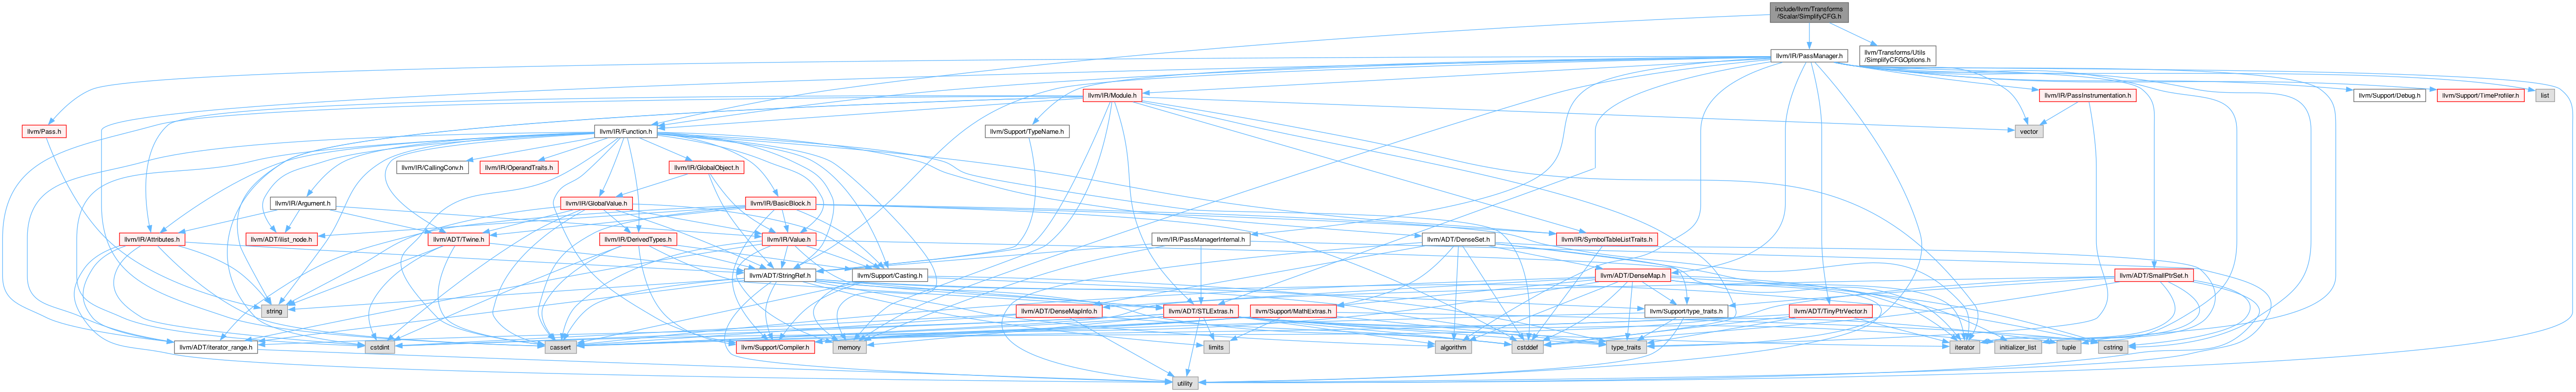 include/llvm/Transforms
/Scalar/SimplifyCFG.h
llvm/IR/PassManager.h
llvm/Transforms/Utils
/SimplifyCFGOptions.h
llvm/IR/Module.h
llvm/IR/PassInstrumentation.h
llvm/Support/Debug.h
llvm/Support/TimeProfiler.h
list
llvm/Pass.h
llvm/IR/Function.h
llvm/Support/TypeName.h
vector
llvm/IR/CallingConv.h
llvm/IR/OperandTraits.h
llvm/IR/GlobalObject.h
llvm/IR/Argument.h
llvm/IR/GlobalValue.h
llvm/IR/BasicBlock.h
llvm/IR/Attributes.h
llvm/ADT/ilist_node.h
llvm/ADT/Twine.h
llvm/IR/DerivedTypes.h
llvm/IR/Value.h
llvm/IR/PassManagerInternal.h
llvm/ADT/DenseSet.h
llvm/IR/SymbolTableListTraits.h
llvm/ADT/StringRef.h
llvm/Support/Casting.h
llvm/ADT/DenseMap.h
llvm/ADT/SmallPtrSet.h
string
llvm/ADT/DenseMapInfo.h
llvm/ADT/STLExtras.h
llvm/Support/MathExtras.h
llvm/Support/type_traits.h
llvm/ADT/TinyPtrVector.h
llvm/ADT/iterator_range.h
cstdint
cassert
llvm/Support/Compiler.h
memory
limits
algorithm
cstddef
type_traits
iterator
initializer_list
tuple
cstring
utility